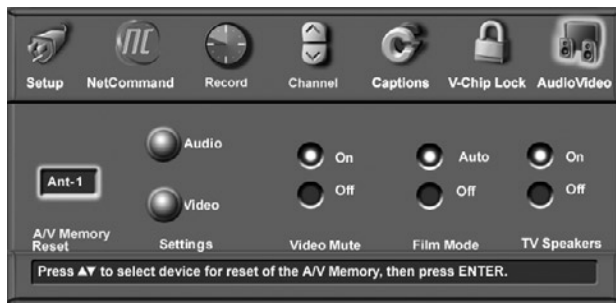 NC
Setup NetCommand Record Channel Captions V-Chip Lock AudioVideo
Audio
On Auto On
Ant-1
Off Off Off
Video
A/V Memory
Reset Settings Video Mute Film Mode TV Speakers
Press ▲▼ to select device for reset of the A/V Memory, then press ENTER.